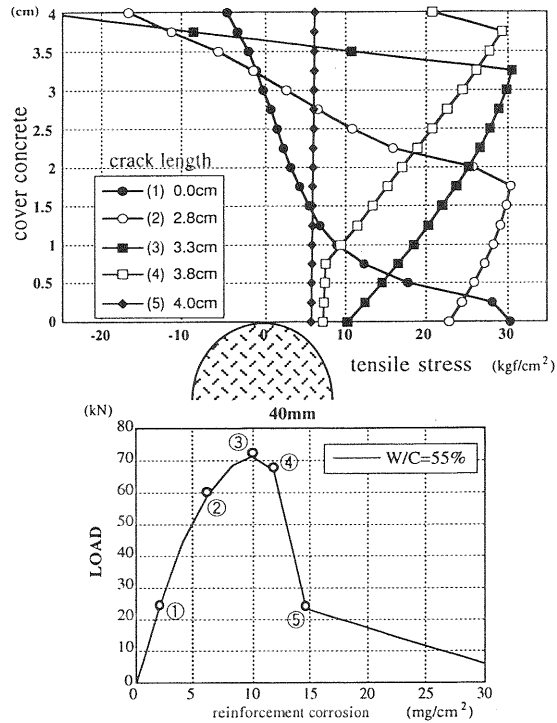 (cm)
4
3.5
3
2.5
2
1.5
1
0.5
0
cover concrete
crack length
(1) 0.0cm
(2) 2.8cm
(3) 3.3cm
(4) 3.8cm
(5) 4.0cm
-20 -10 0 10 20 30
tensile stress (kgf/cm²)
40mm
(kN)
80
70
60
50
40
30
20
10
0
LOAD
W/C=55%
①
②
③
④
⑤
0 5 10 15 20 25 30
reinforcement corrosion (mg/cm²)